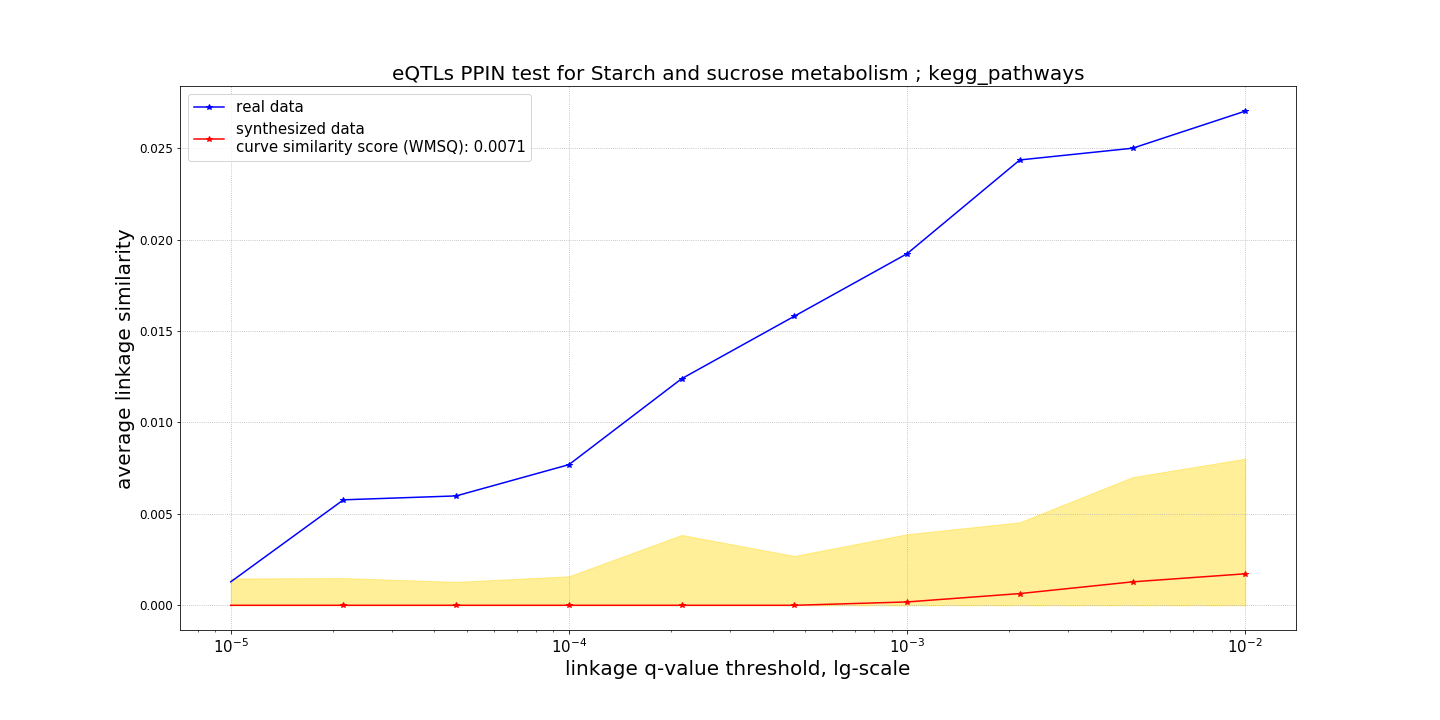 eQTLs PPIN test for Starch and sucrose metabolism ; kegg_pathways
real data
synthesized data
curve similarity score (WMSQ): 0.0071
average linkage similarity
0.025
0.020
0.015
0.010
0.005
0.000
10⁻⁵
10⁻⁴
10⁻³
10⁻²
linkage q-value threshold, lg-scale